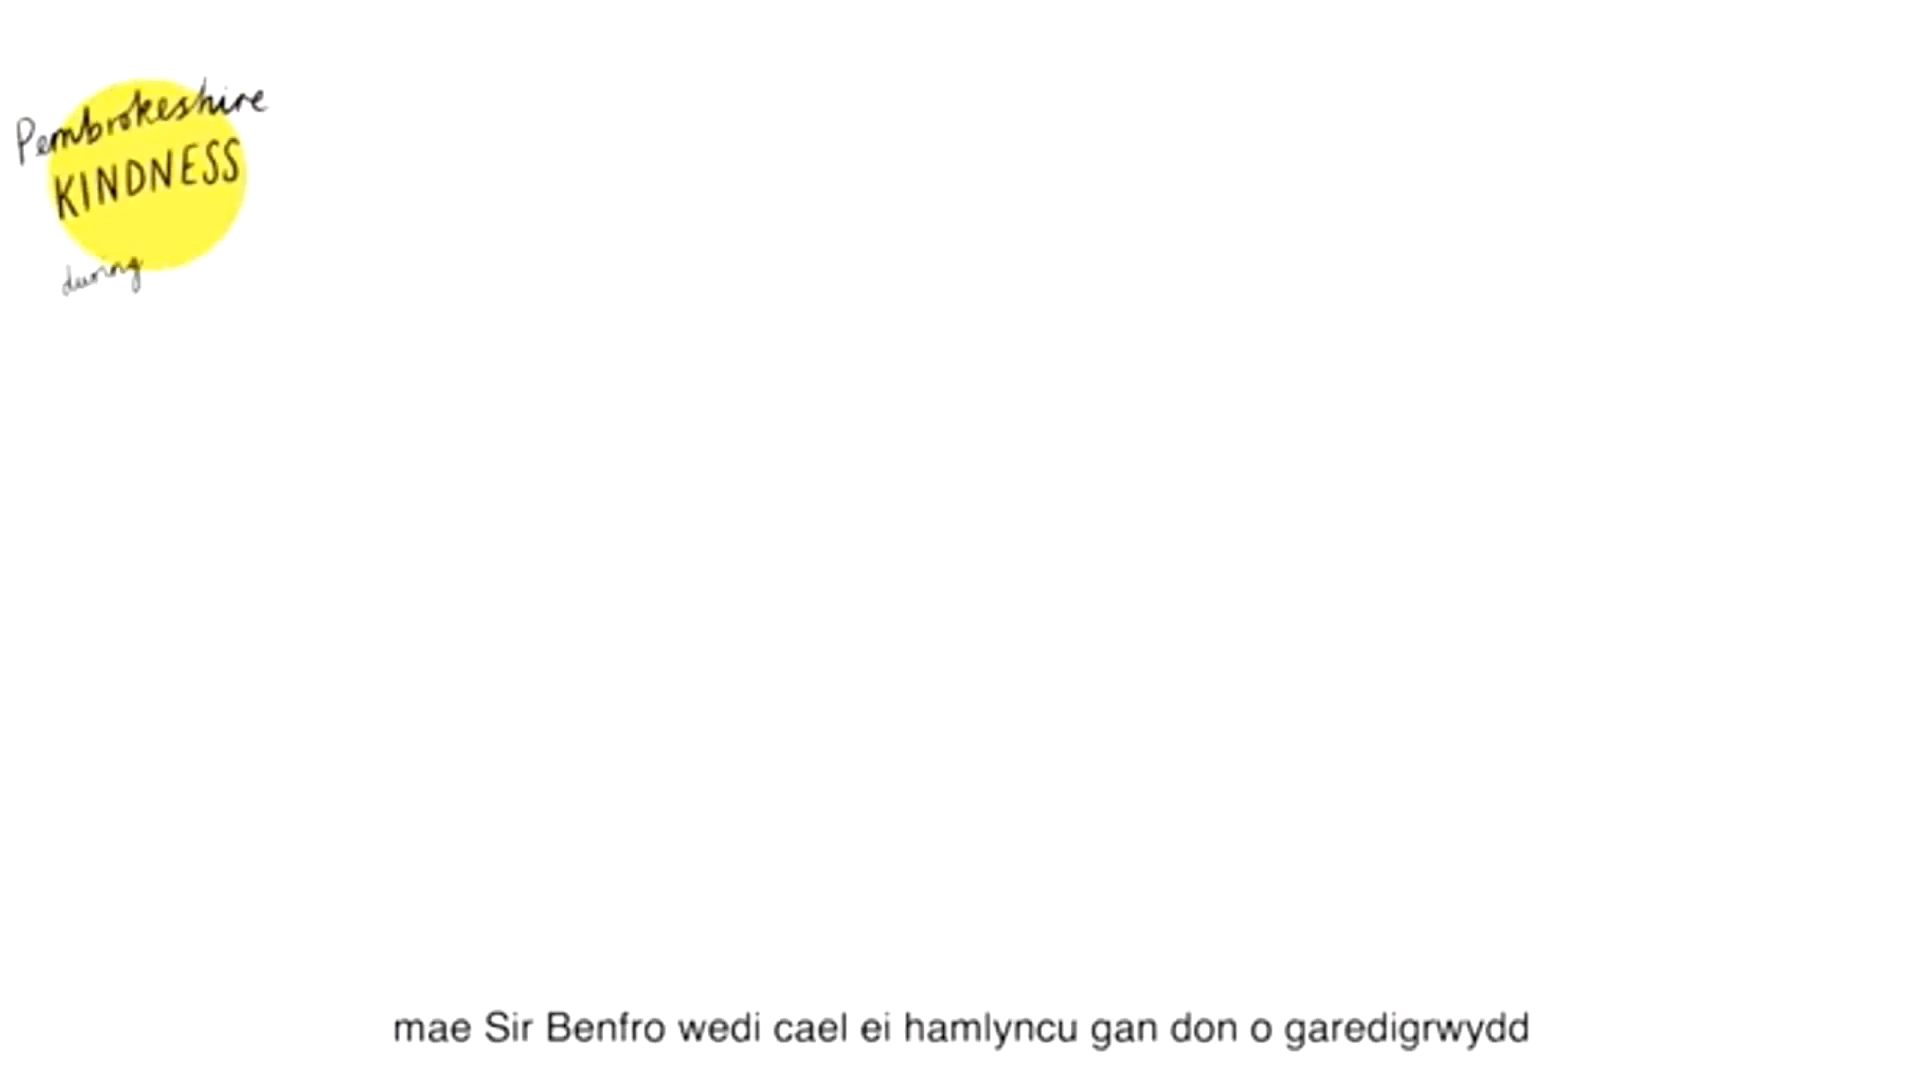 Pembrokeshire
KINDNESS
during
mae Sir Benfro wedi cael ei hamlyncu gan don o garedigrwydd